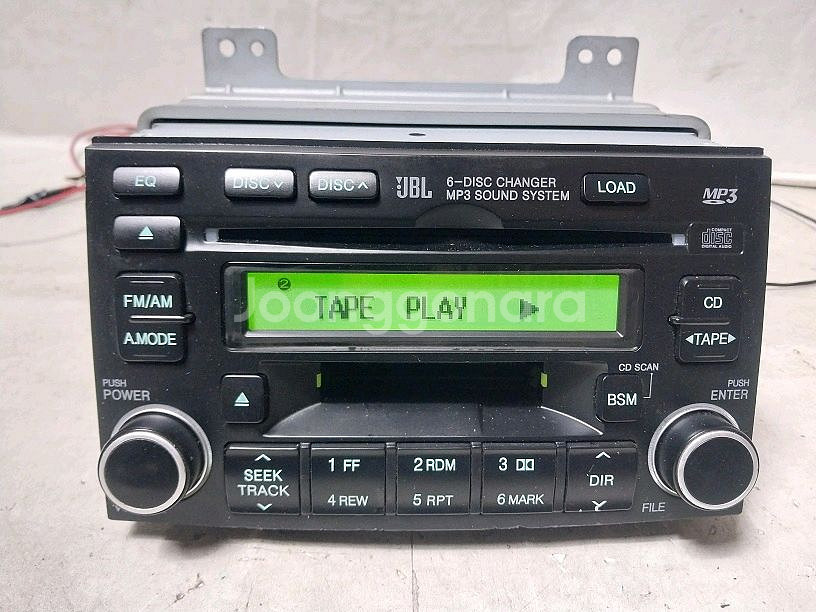 EQ
DISC ∨
DISC ∧
JBL
6-DISC CHANGER
MP3 SOUND SYSTEM
LOAD
MP3
COMPACT
disc
DIGITAL AUDIO
FM/AM
A.MODE
2
TAPE PLAY ▶
Joonggonara
CD
◀TAPE▶
CD SCAN
BSM
PUSH
POWER
PUSH
ENTER
SEEK
TRACK
1 FF
4 REW
2 RDM
5 RPT
3
6 MARK
DIR
FILE